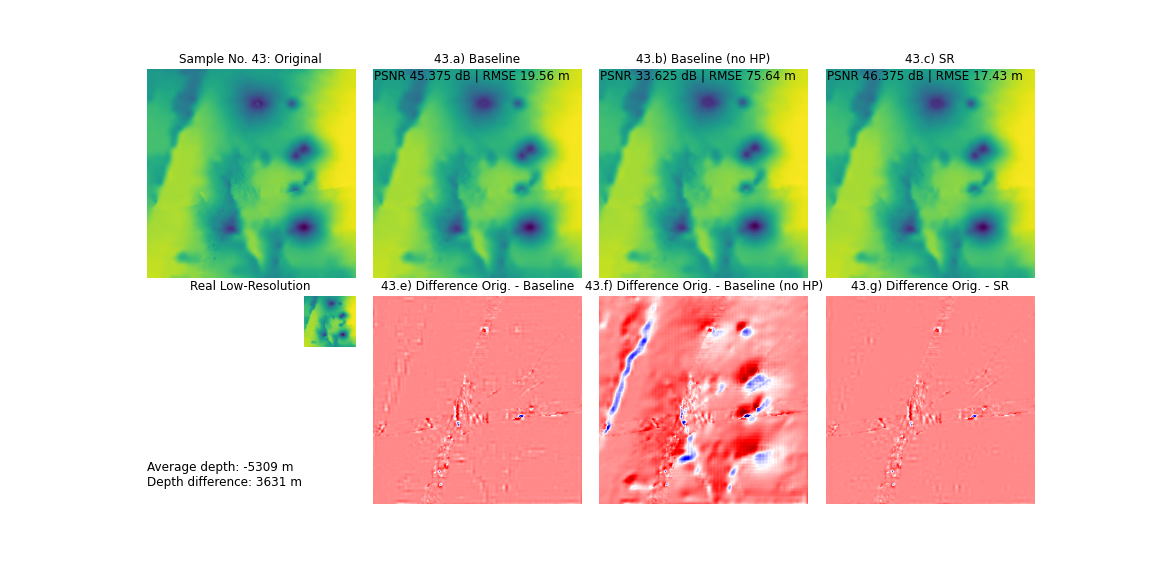 Sample No. 43: Original
43.a) Baseline
43.b) Baseline (no HP)
43.c) SR
PSNR 45.375 dB | RMSE 19.56 m
PSNR 33.625 dB | RMSE 75.64 m
PSNR 46.375 dB | RMSE 17.43 m
Real Low-Resolution
43.e) Difference Orig. - Baseline
43.f) Difference Orig. - Baseline (no HP)
43.g) Difference Orig. - SR
Average depth: -5309 m
Depth difference: 3631 m